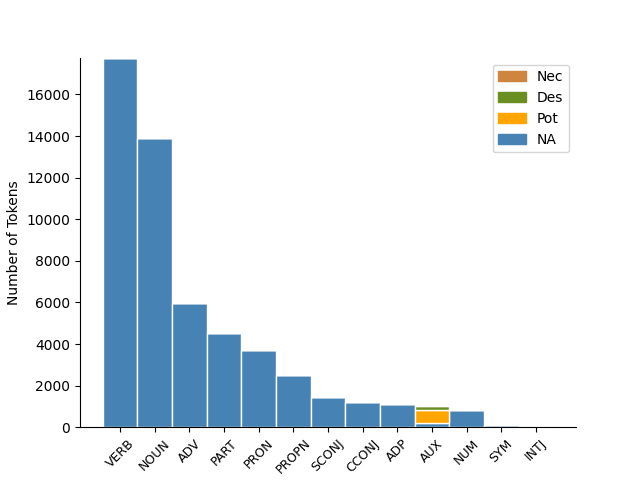 Nec
Des
Pot
NA
Number of Tokens
16000
14000
12000
10000
8000
6000
4000
2000
0
VERB
NOUN
ADV
PART
PRON
PROPN
SCONJ
CCONJ
ADP
AUX
NUM
SYM
INTJ